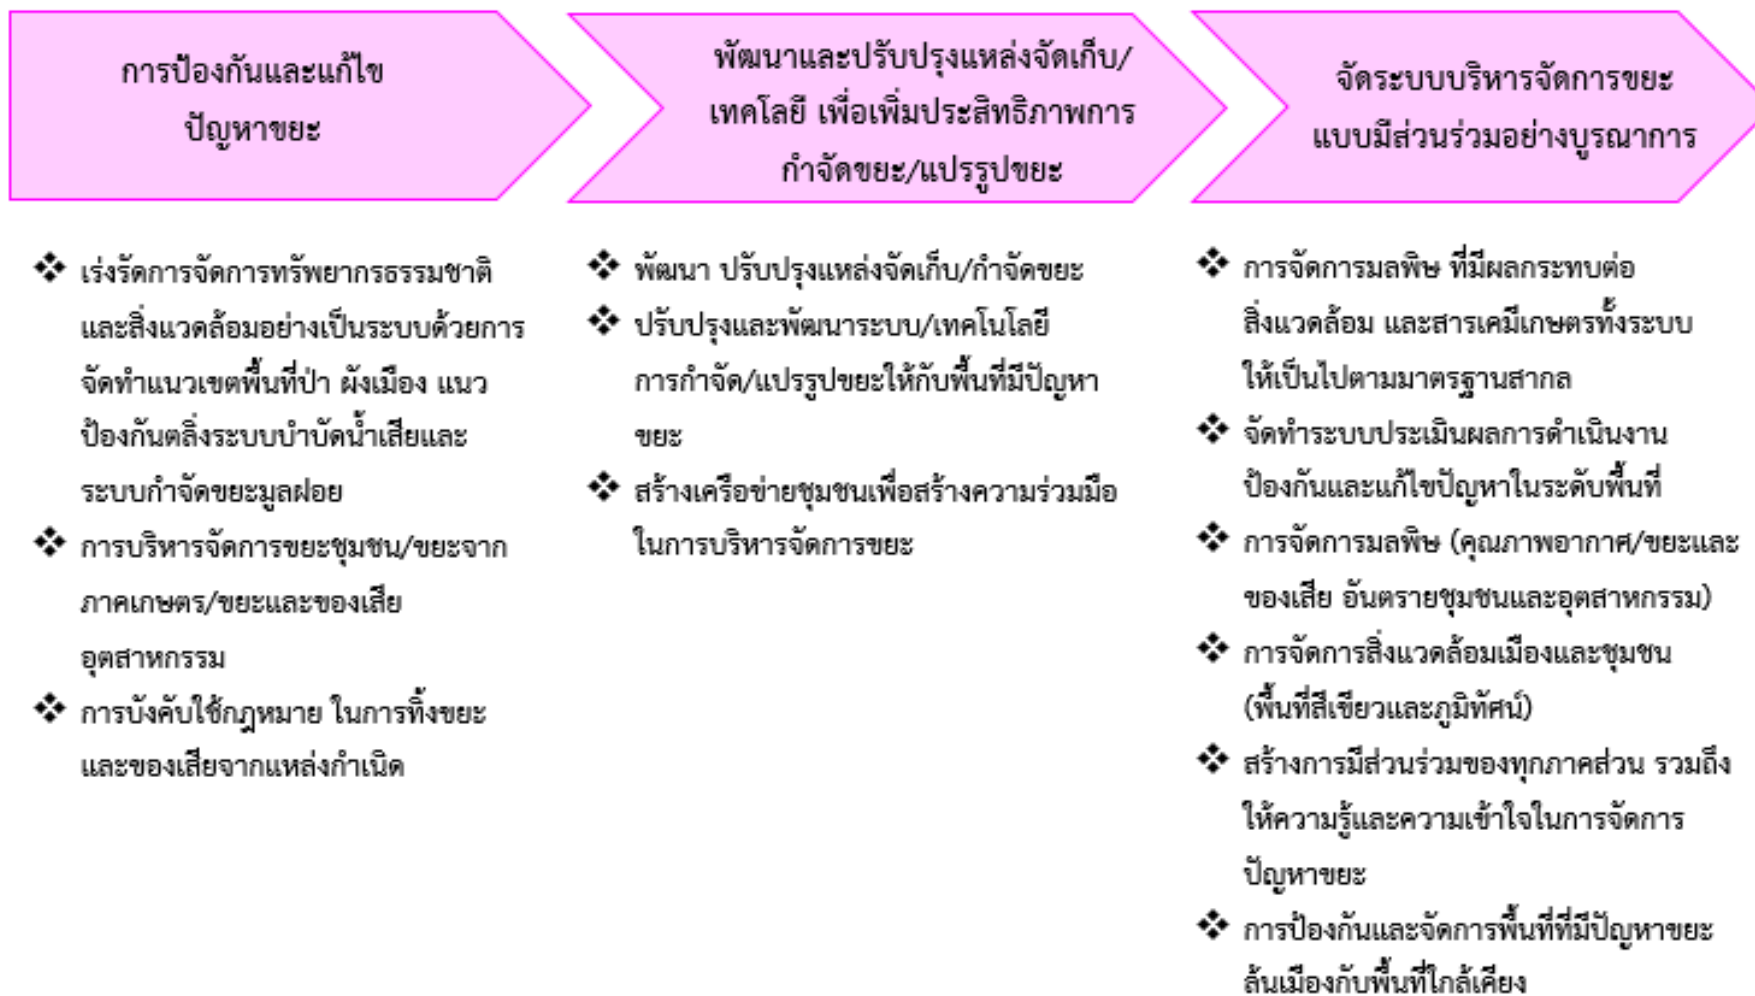 การป้องกันและแก้ไข
ปัญหาขยะ
พัฒนาและปรับปรุงแหล่งจัดเก็บ/
เทคโลยี เพื่อเพิ่มประสิทธิภาพการ
กำจัดขยะ/แปรรูปขยะ
จัดระบบบริหารจัดการขยะ
แบบมีส่วนร่วมอย่างบูรณาการ
❖ เร่งรัดการจัดการทรัพยากรธรรมชาติ
และสิ่งแวดล้อมอย่างเป็นระบบด้วยการ
จัดทำแนวเขตพื้นที่ป่า ผังเมือง แนว
ป้องกันตลิ่งระบบบำบัดน้ำเสียและ
ระบบกำจัดขยะมูลฝอย
❖ การบริหารจัดการขยะชุมชน/ขยะจาก
ภาคเกษตร/ขยะและของเสีย
อุตสาหกรรม
❖ การบังคับใช้กฎหมาย ในการทิ้งขยะ
และของเสียจากแหล่งกำเนิด
❖ พัฒนา ปรับปรุงแหล่งจัดเก็บ/กำจัดขยะ
❖ ปรับปรุงและพัฒนาระบบ/เทคโนโลยี
การกำจัด/แปรรูปขยะให้กับพื้นที่มีปัญหา
ขยะ
❖ สร้างเครือข่ายชุมชนเพื่อสร้างความร่วมมือ
ในการบริหารจัดการขยะ
❖ การจัดการมลพิษ ที่มีผลกระทบต่อ
สิ่งแวดล้อม และสารเคมีเกษตรทั้งระบบ
ให้เป็นไปตามมาตรฐานสากล
❖ จัดทำระบบประเมินผลการดำเนินงาน
ป้องกันและแก้ไขปัญหาในระดับพื้นที่
❖ การจัดการมลพิษ (คุณภาพอากาศ/ขยะและ
ของเสีย อันตรายชุมชนและอุตสาหกรรม)
❖ การจัดการสิ่งแวดล้อมเมืองและชุมชน
(พื้นที่สีเขียวและภูมิทัศน์)
❖ สร้างการมีส่วนร่วมของทุกภาคส่วน รวมถึง
ให้ความรู้และความเข้าใจในการจัดการ
ปัญหาขยะ
❖ การป้องกันและจัดการพื้นที่ที่มีปัญหาขยะ
ล้นเมืองกับพื้นที่ใกล้เคียง